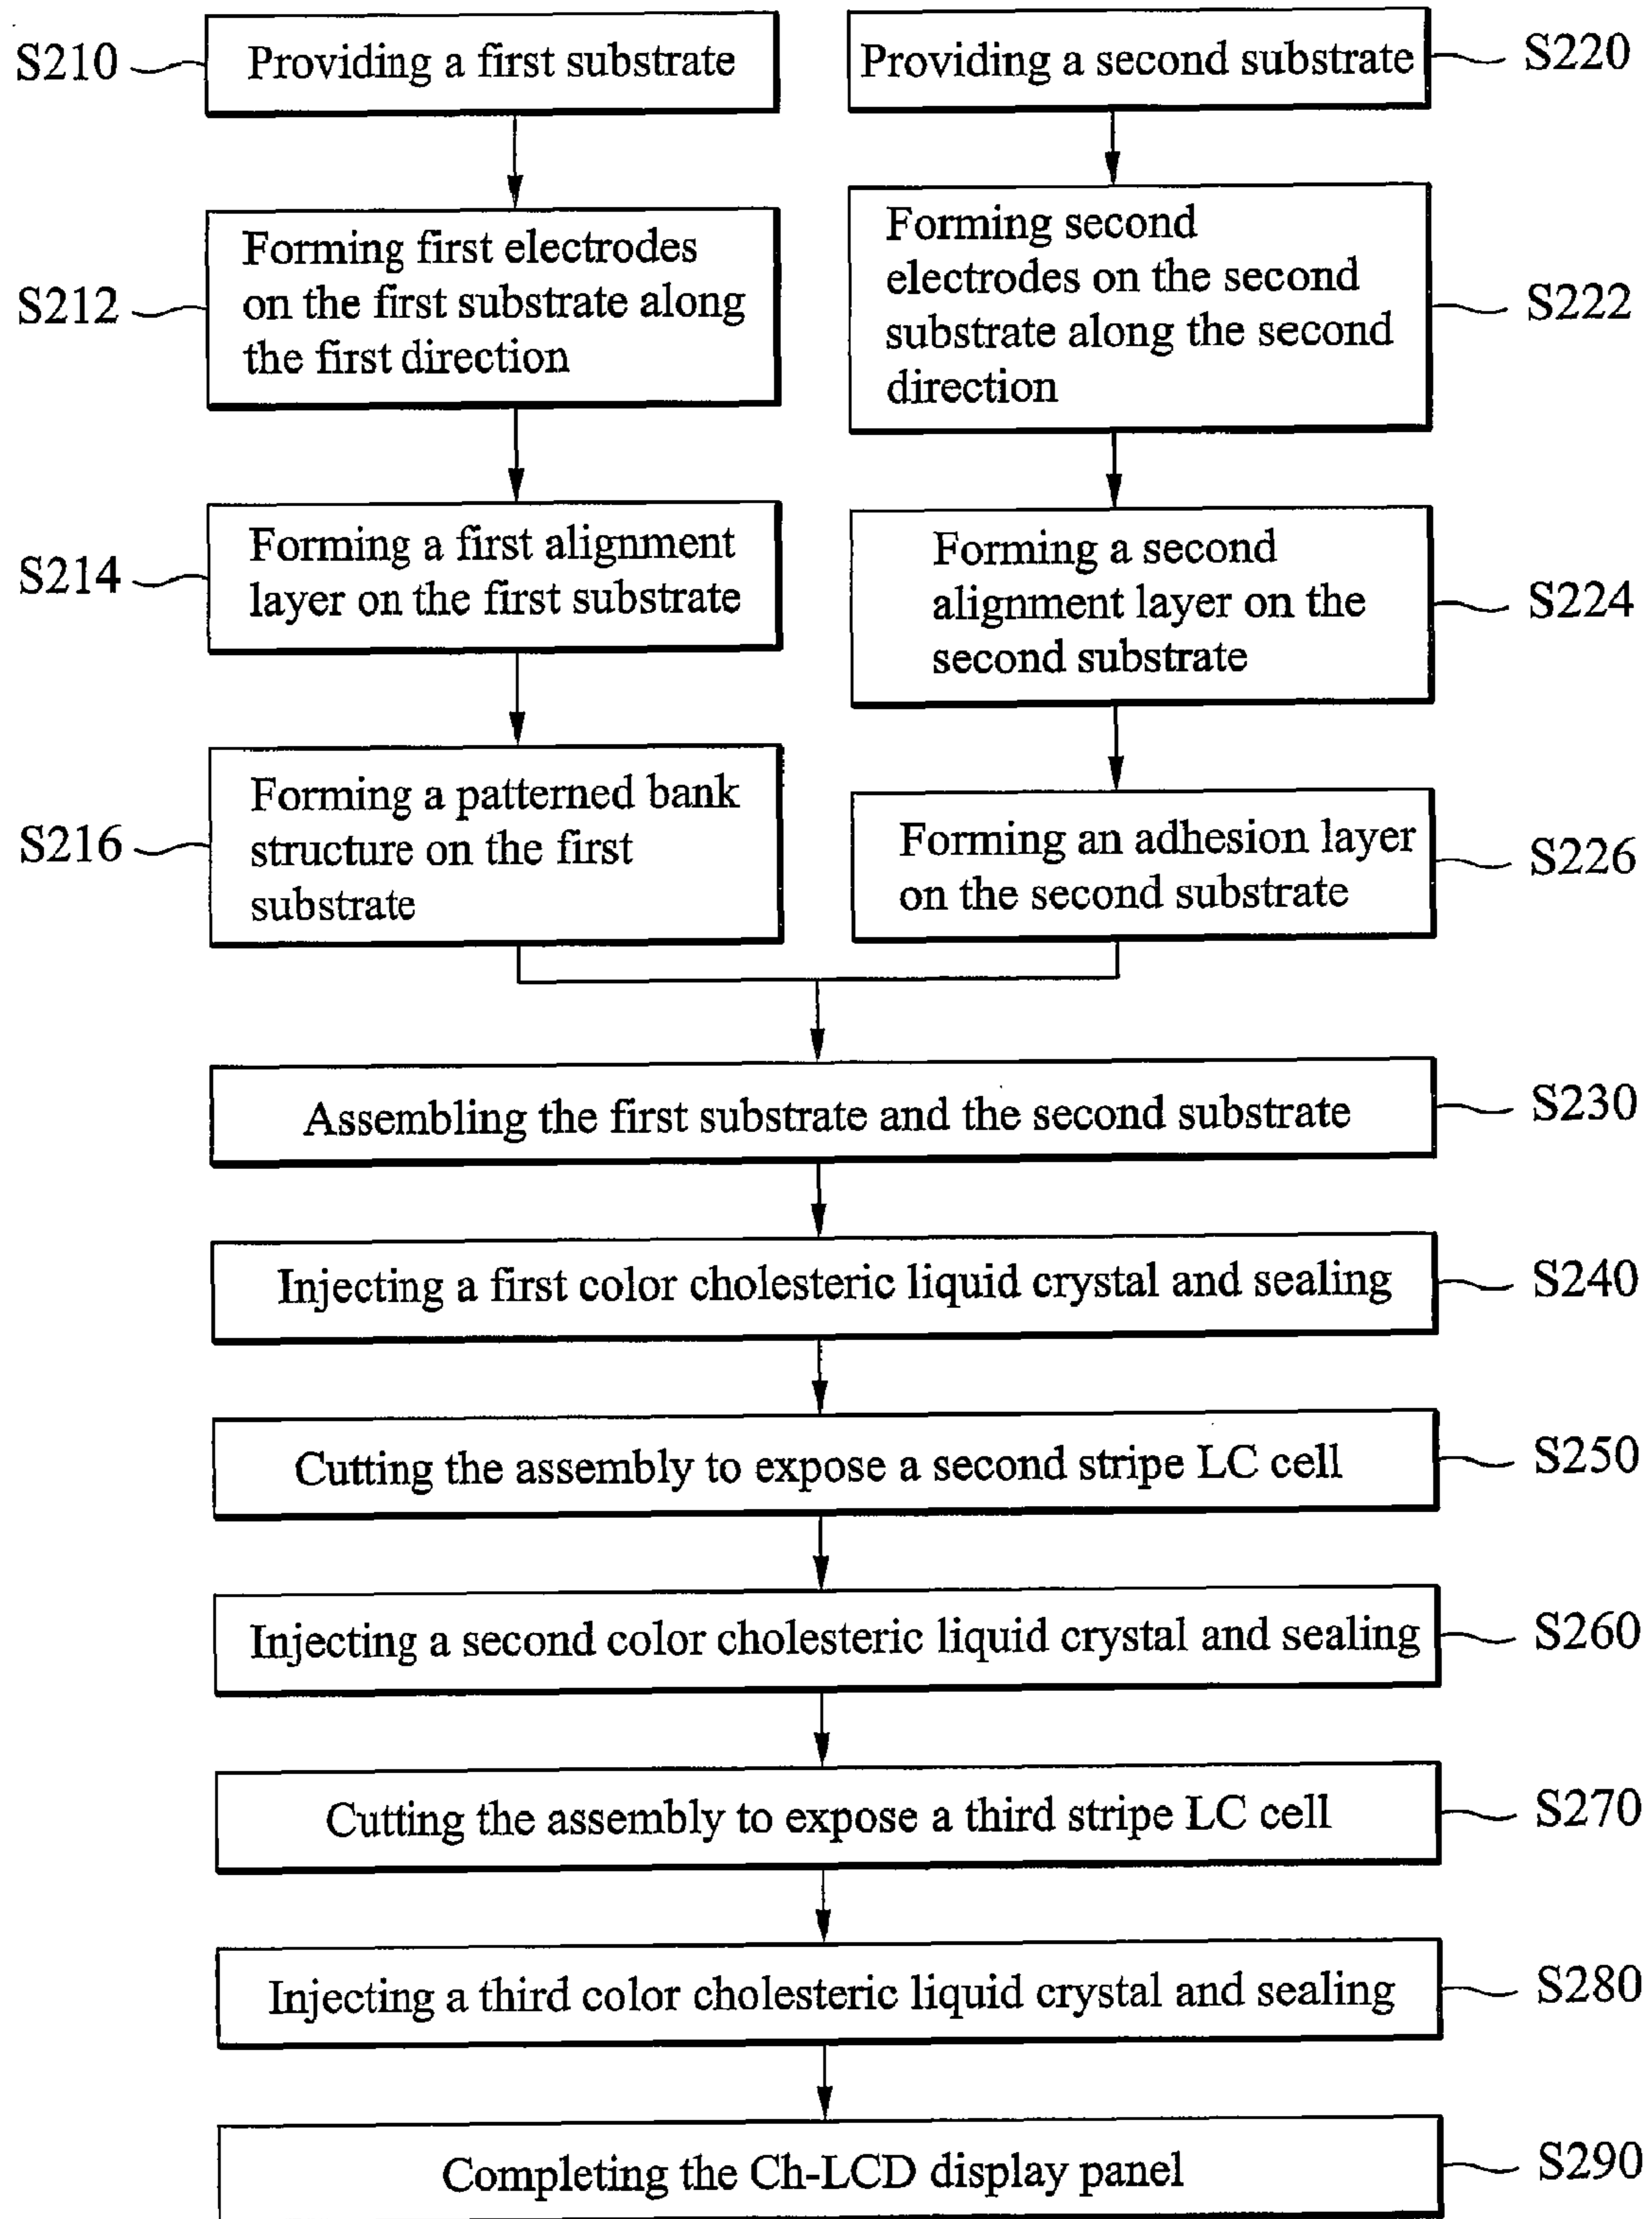 S210
Providing a first substrate
Providing a second substrate
S220
S212
Forming first electrodes
on the first substrate along
the first direction
Forming second
electrodes on the second
substrate along the second
direction
S222
S214
Forming a first alignment
layer on the first substrate
Forming a second
alignment layer on the
second substrate
S224
S216
Forming a patterned bank
structure on the first
substrate
Forming an adhesion layer
on the second substrate
S226
Assembling the first substrate and the second substrate
S230
Injecting a first color cholesteric liquid crystal and sealing
S240
Cutting the assembly to expose a second stripe LC cell
S250
Injecting a second color cholesteric liquid crystal and sealing
S260
Cutting the assembly to expose a third stripe LC cell
S270
Injecting a third color cholesteric liquid crystal and sealing
S280
Completing the Ch-LCD display panel
S290